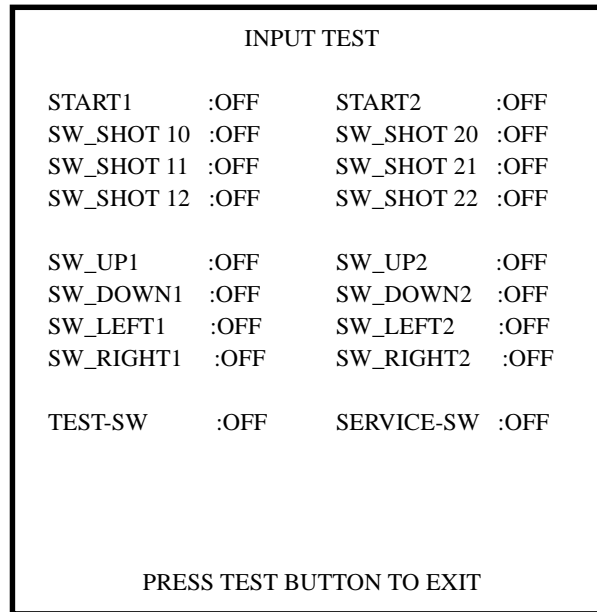 INPUT TEST
START1 :OFF START2 :OFF
SW_SHOT 10 :OFF SW_SHOT 20 :OFF
SW_SHOT 11 :OFF SW_SHOT 21 :OFF
SW_SHOT 12 :OFF SW_SHOT 22 :OFF
SW_UP1 :OFF SW_UP2 :OFF
SW_DOWN1 :OFF SW_DOWN2 :OFF
SW_LEFT1 :OFF SW_LEFT2 :OFF
SW_RIGHT1 :OFF SW_RIGHT2 :OFF
TEST-SW :OFF SERVICE-SW :OFF
PRESS TEST BUTTON TO EXIT